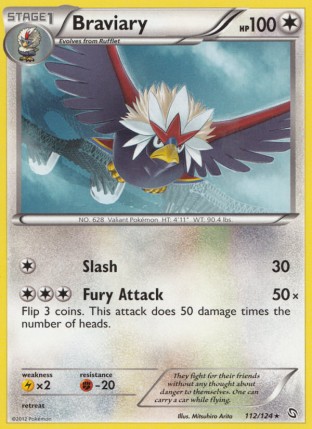 STAGE1 Braviary HP100
Evolves from Rufflet
NO. 628 Valiant Pokémon HT: 4'11" WT: 90.4 lbs.
Slash 30
Fury Attack 50×
Flip 3 coins. This attack does 50 damage times the
number of heads.
weakness resistance
×2 -20
retreat
They fight for their friends
without any thought about
danger to themselves. One can
carry a car while flying.
©2012 Pokémon Illus. Mitsuhiro Arita 112/124 ★